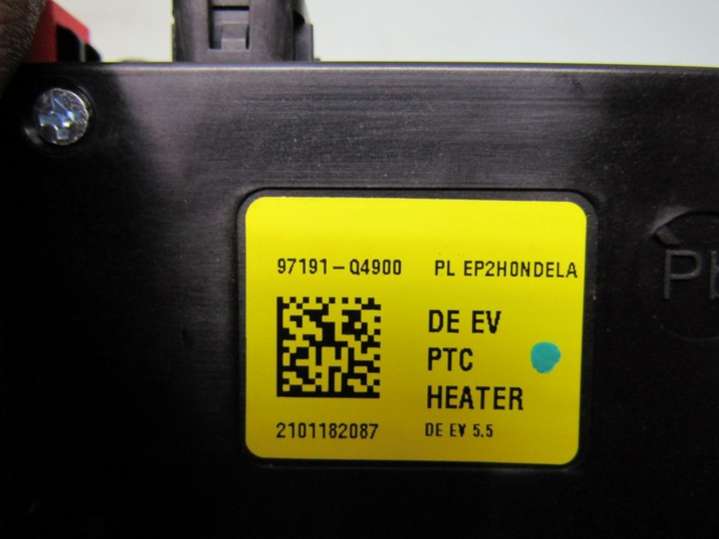 97191-Q4900 PL EP2H0NDELA
DE EV
PTC
HEATER
2101182087 DE EV 5.5